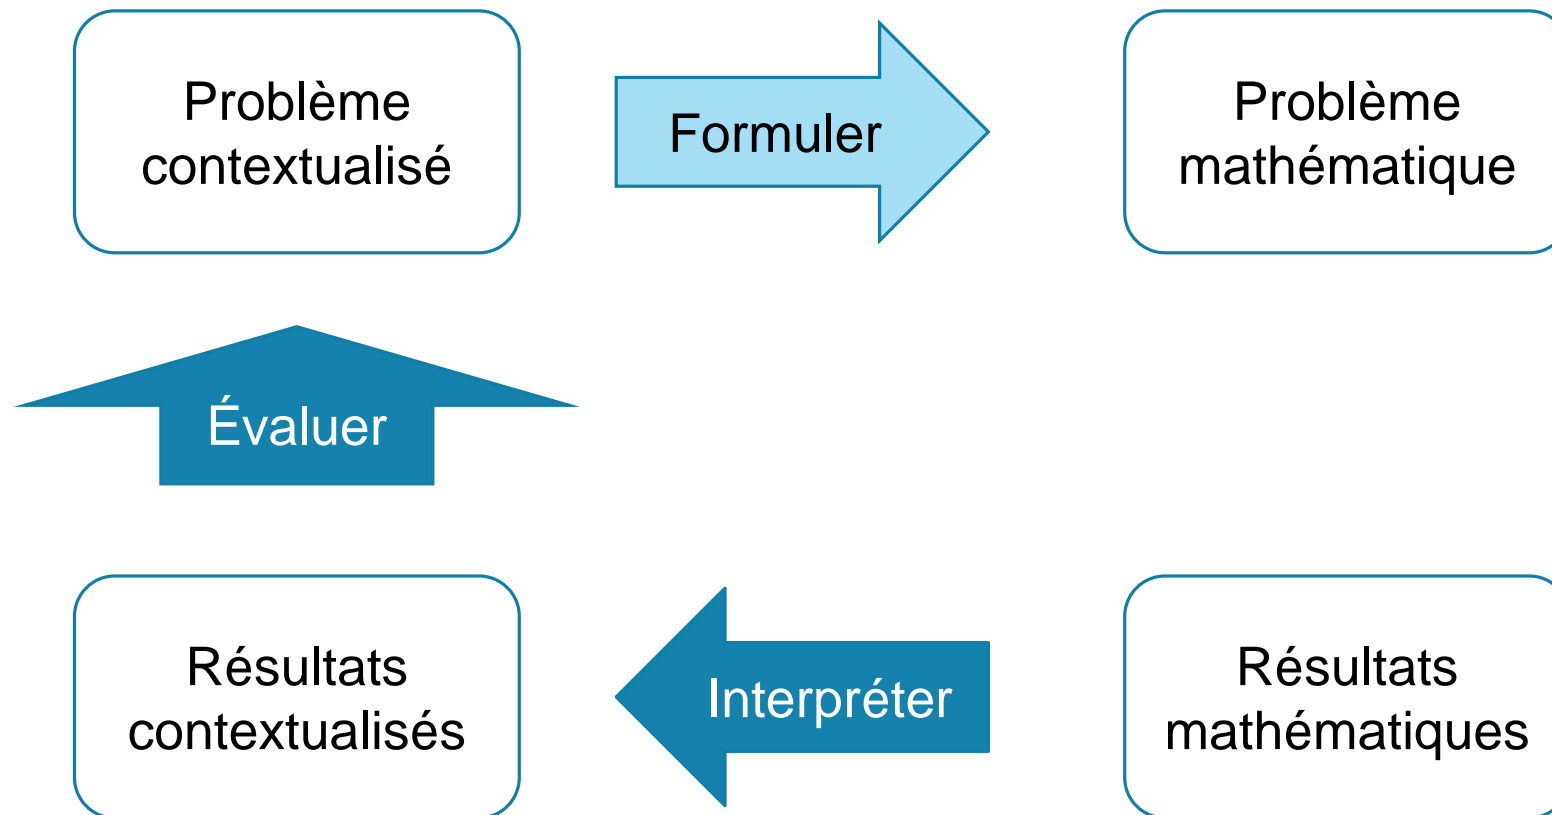 Problème
contextualisé
Formuler
Problème
mathématique
Évaluer
Résultats
contextualisés
Interpréter
Résultats
mathématiques